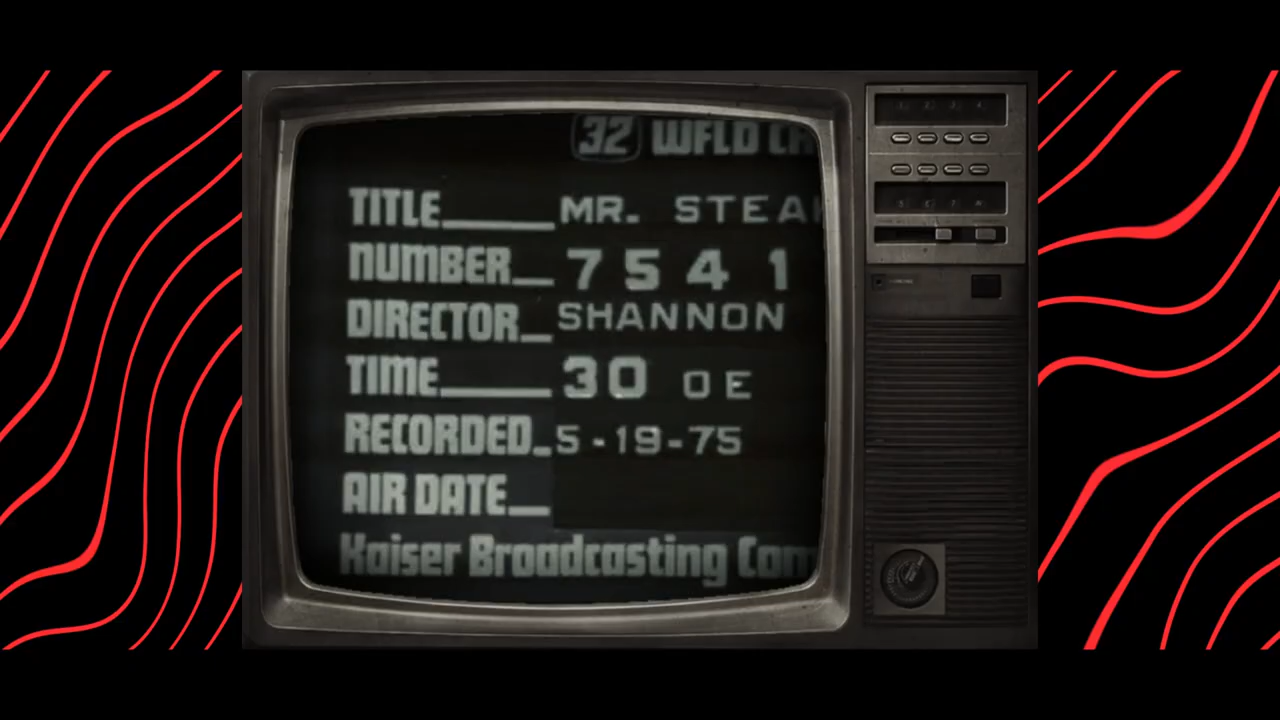 32 WFLD
TITLE MR. STEA
NUMBER 7541
DIRECTOR SHANNON
TIME 30 OE
RECORDED 5-19-75
AIR DATE
Kaiser Broadcasting